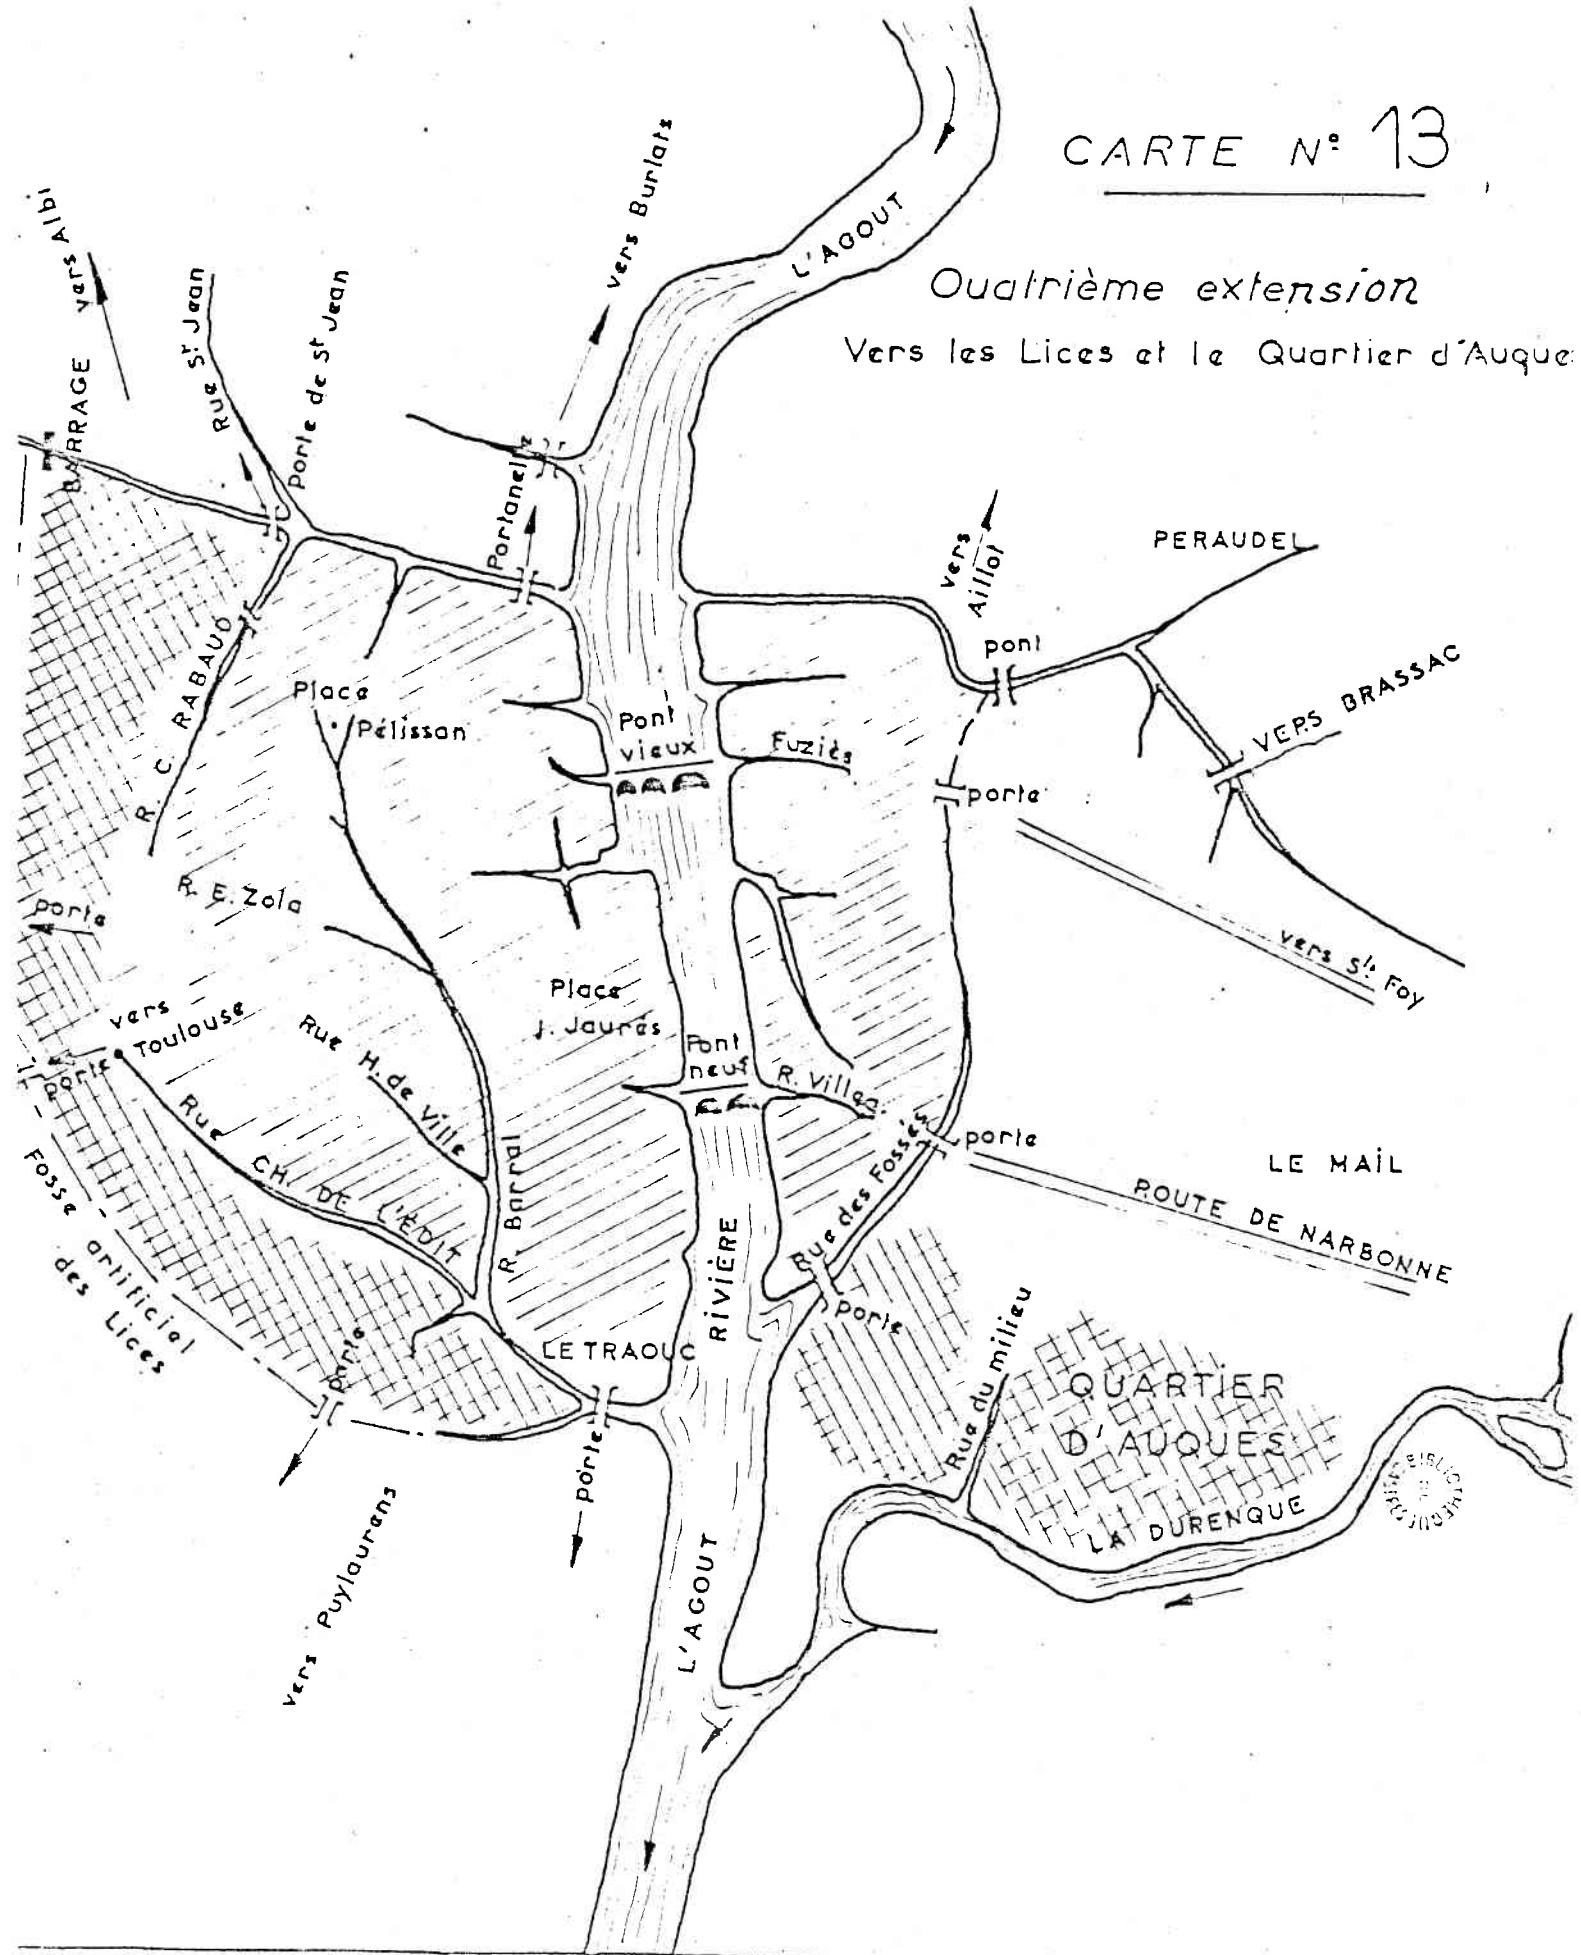 CARTE N° 13
Quatrième extension
Vers les Lices et le Quartier d'Auque
L'AGOUT
vers Burlats
vers Albi
BARRAGE
Rue St Jean
Porte de St Jean
Portanel
vers
Aillot
PERAUDEL
pont
VERS BRASSAC
R. C. RABAUD
Place
Pélissan
Pont
vieux
Fuziès
porte
R. E. Zola
porte
vers St. Foy
vers
Toulouse
porte
Place
J. Jaurès
Rue H. de Ville
Pont
neuf
R. Villeg.
porte
Rue CH. DE L'ÉDIT
R. Barral
Rue des Fossés
LE MAIL
ROUTE DE NARBONNE
Fosse artificiel
des Lices
RIVIÈRE
porte
LE TRAOUC
porte
Rue du milieu
QUARTIER
D'AUQUES
porte
LA DURENQUE
BIBLIOTHEQUE
vers Puylaurens
L'AGOUT